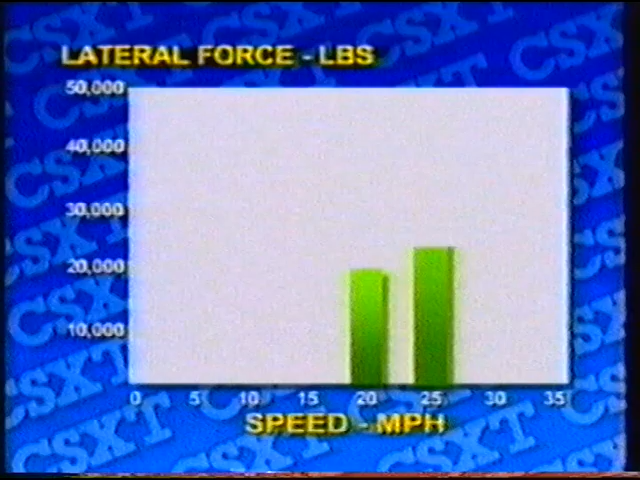 LATERAL FORCE - LBS
50,000
40,000
30,000
20,000
10,000
0 5 10 15 20 25 30 35
SPEED - MPH
CSXT